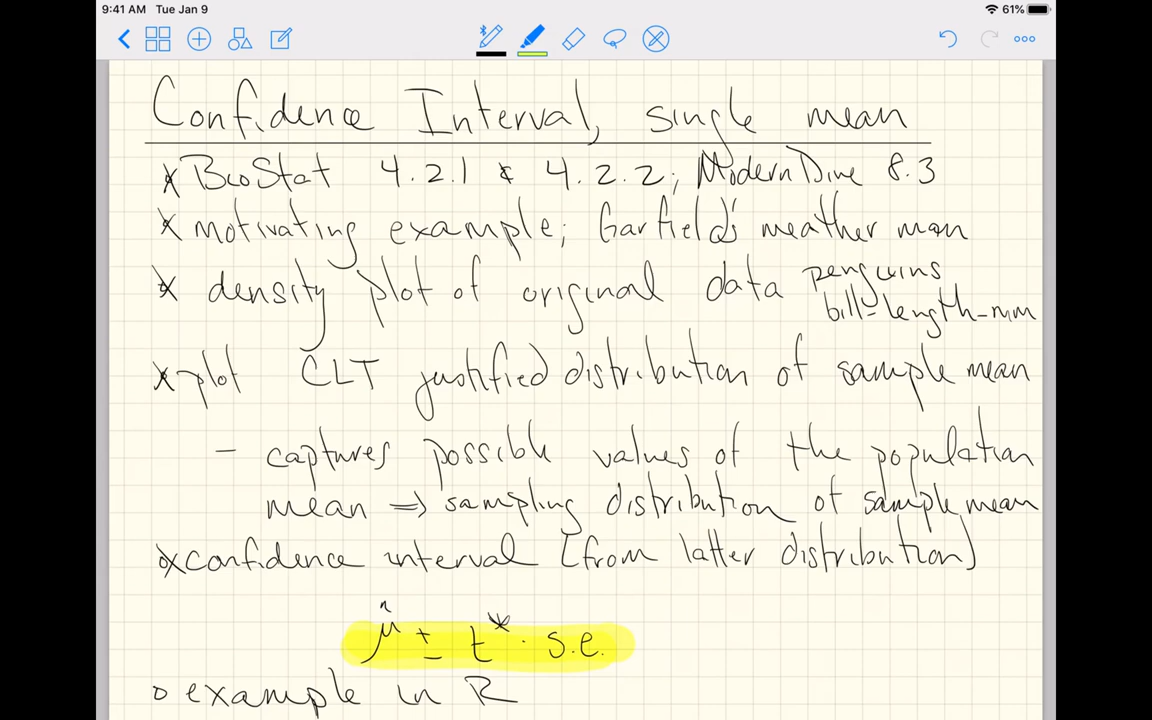 9:41 AM Tue Jan 9 61%
Confidence Interval, single mean
* BioStat 4.2.1 & 4.2.2; ModernDive 8.3
* motivating example; Garfield's weather man
* density plot of original data penguins
bill-length-mm
* plot CLT justified distribution of sample mean
- captures possible values of the population
mean => sampling distribution of sample mean
* confidence interval (from latter distribution)
μ̂ ± t* · s.e.
o example in R